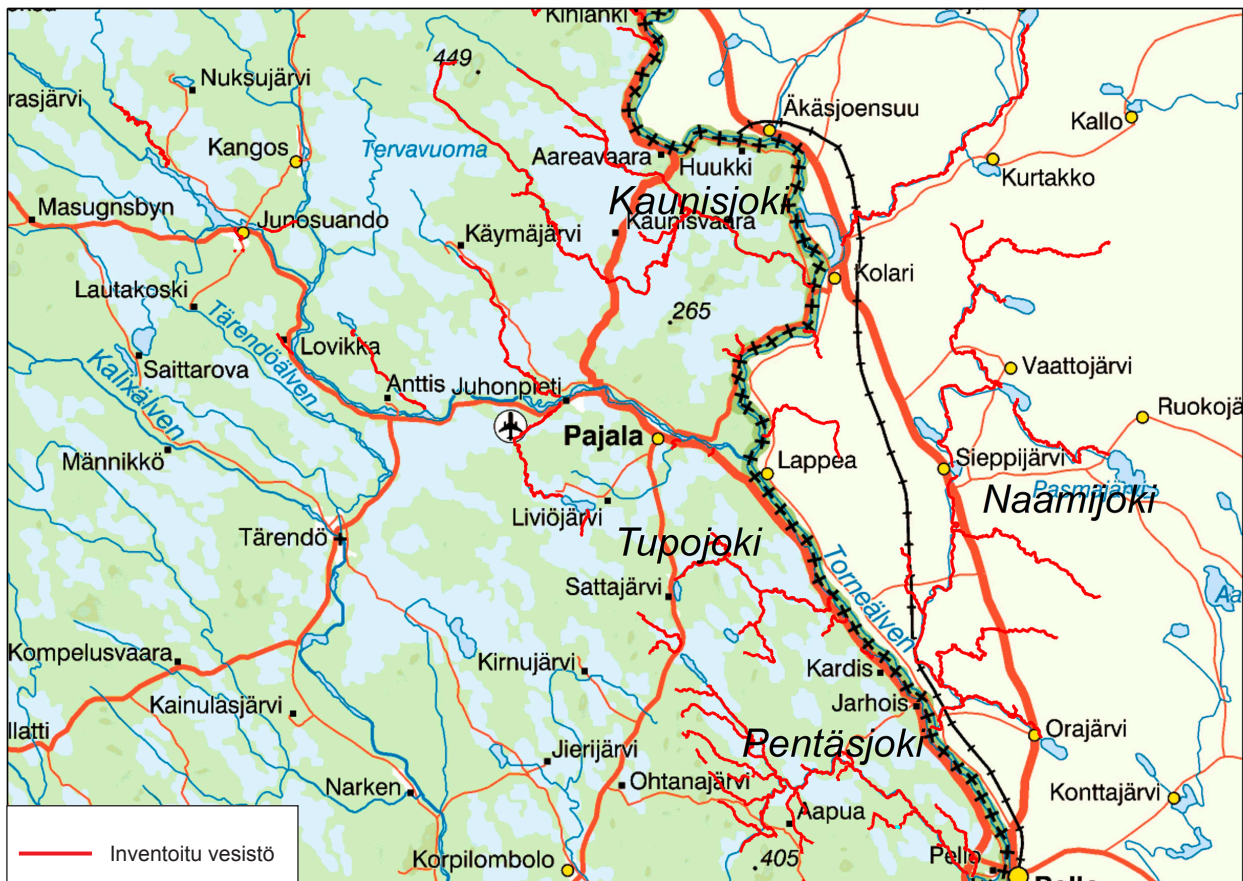 Kihlanki
449
Nuksujärvi
rasjärvi
Äkäsjoensuu
Kallo
Kangos
Tervavuoma
Aareavaara
Huukki
Kurtakko
Masugnsbyn
Junosuando
Kaunisjoki
Kaunisvaara
Käymäjärvi
Kolari
Lautakoski
Tärendöälven
265
Lovikka
Kalixälven
Saittarova
Vaattojärvi
Anttis
Juhonpieti
Ruokojä
Pajala
Männikkö
Lappea
Sieppijärvi
Pasmajärvi
Naamijoki
Liviöjärvi
Tärendö
Tupojoki
Torneälven
Sattajärvi
Aa
Kompelusvaara
Kirnujärvi
Kardis
Kainulasjärvi
Jarhois
llatti
Pentäsjoki
Orajärvi
Jierijärvi
Narken
Ohtanajärvi
Konttajärvi
Aapua
Inventoitu vesistö
Korpilombolo
405
Pello